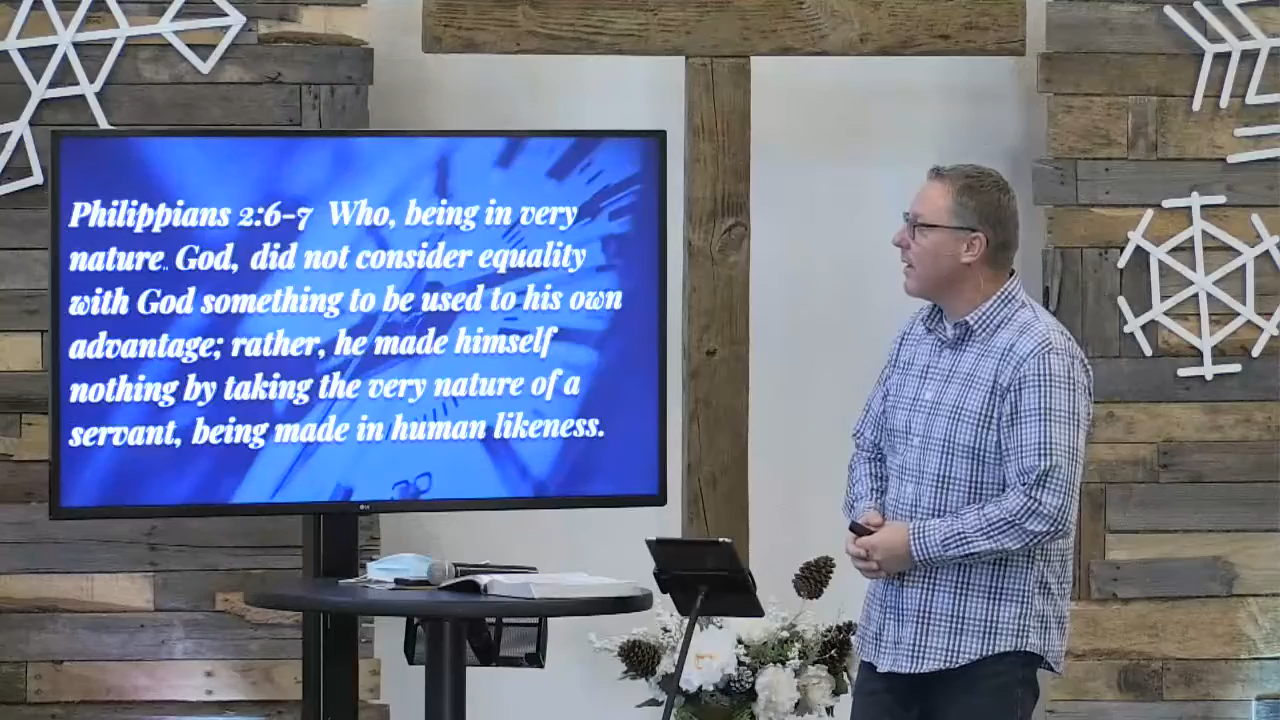 Philippians 2:6-7 Who, being in very
nature.. God, did not consider equality
with God something to be used to his own
advantage; rather, he made himself
nothing by taking the very nature of a
servant, being made in human likeness.
LG